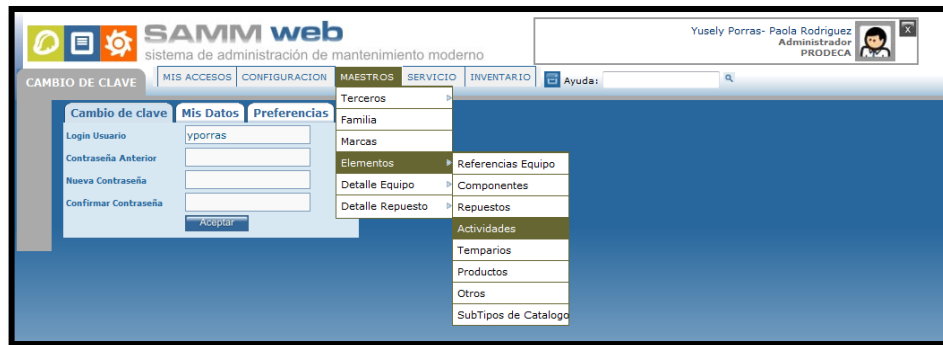 SAMM web
sistema de administración de mantenimiento moderno
Yusely Porras- Paola Rodriguez
Administrador
PRODECA
X
CAMBIO DE CLAVE
MIS ACCESOS CONFIGURACION MAESTROS SERVICIO INVENTARIO Ayuda:
Cambio de clave Mis Datos Preferencias
Login Usuario yporras
Contraseña Anterior
Nueva Contraseña
Confirmar Contraseña
Aceptar
Terceros
Familia
Marcas
Elementos
Detalle Equipo
Detalle Repuesto
Referencias Equipo
Componentes
Repuestos
Actividades
Temparios
Productos
Otros
SubTipos de Catalogo